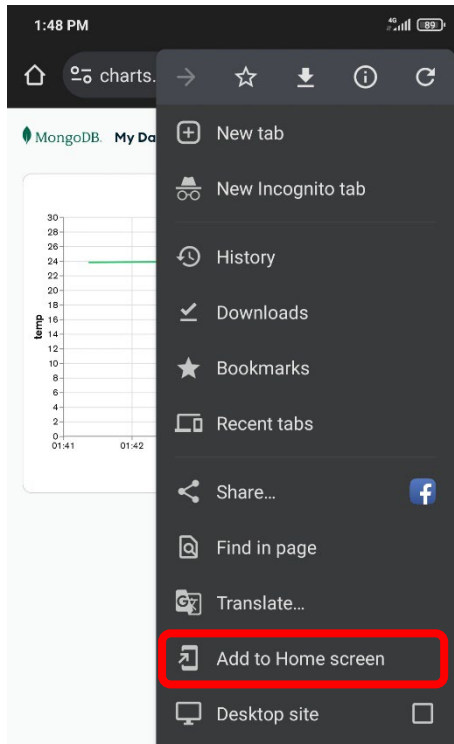 1:48 PM
4G
89
charts.
MongoDB. My Da
New tab
New Incognito tab
History
Downloads
Bookmarks
Recent tabs
Share...
Find in page
Translate...
Add to Home screen
Desktop site
temp
30
28
26
24
22
20
18
16
14
12
10
8
6
4
2
0
01:41 01:42